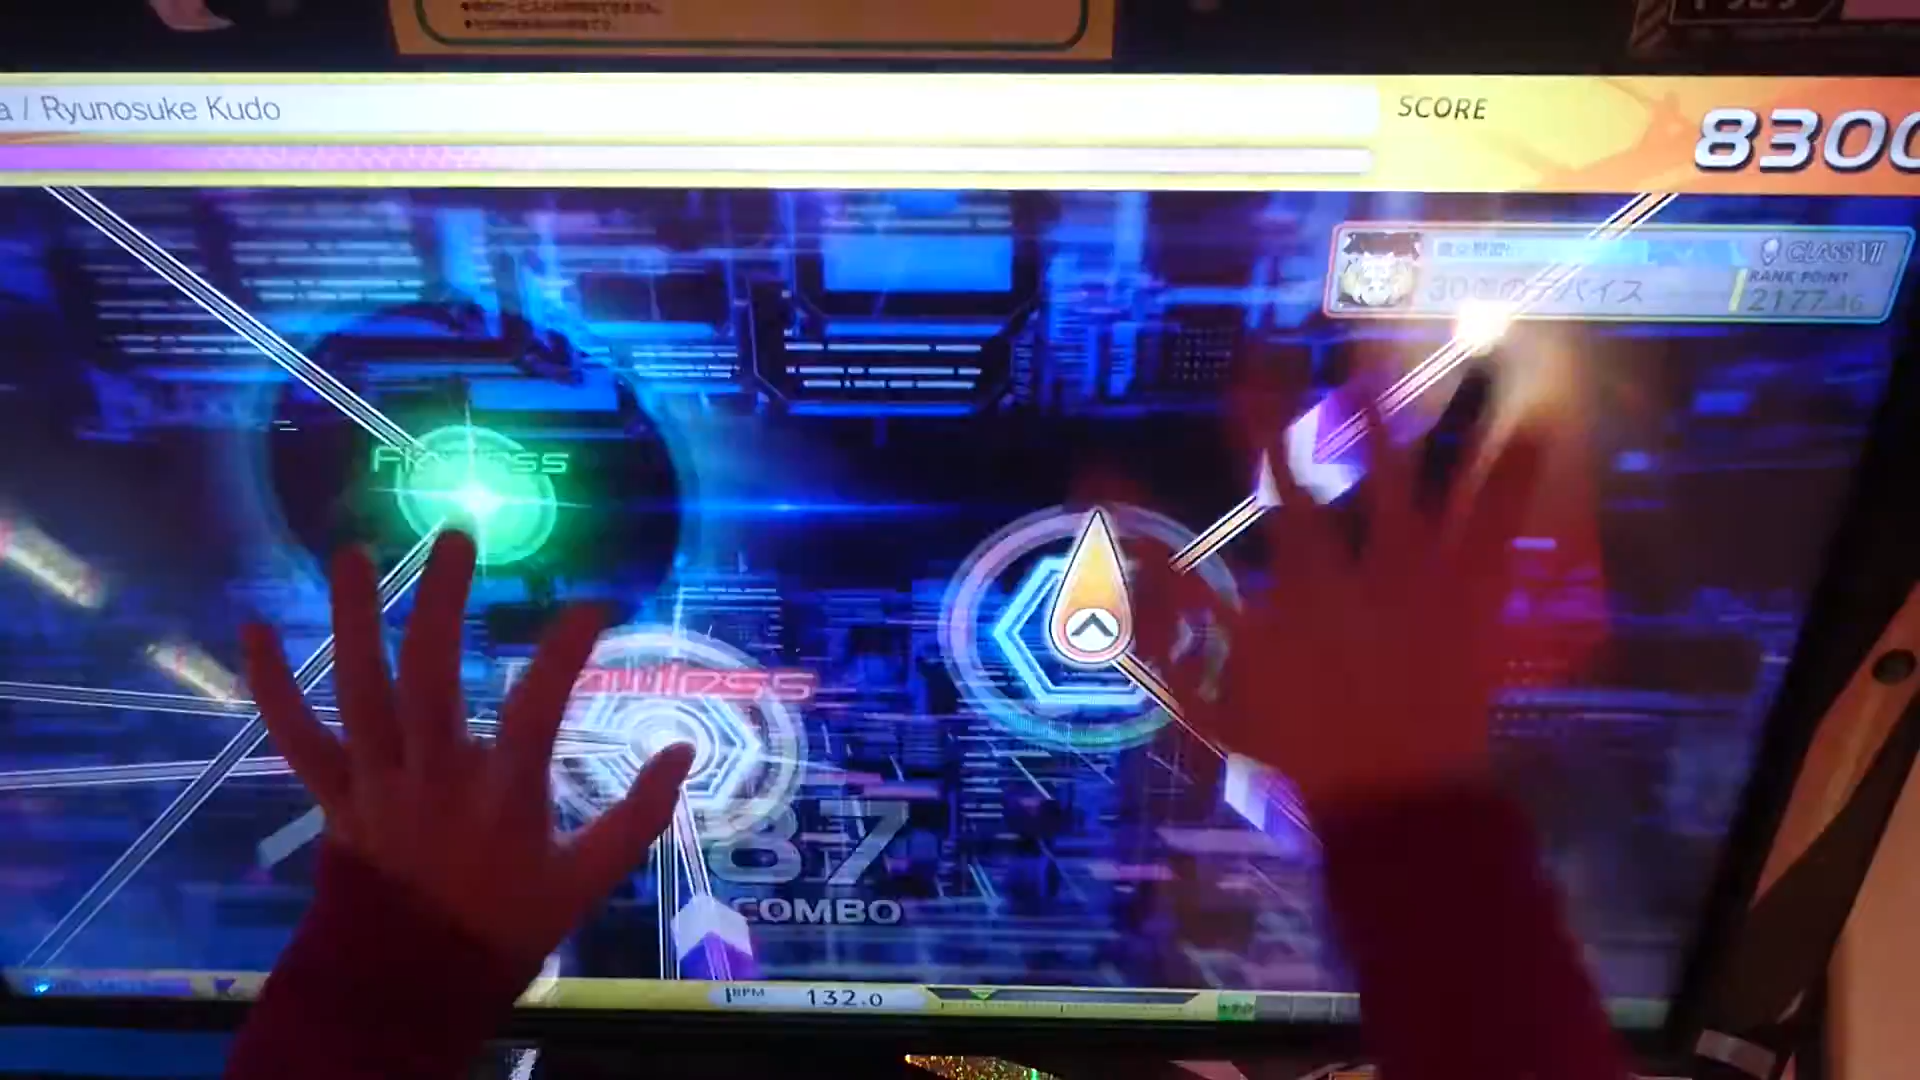 a / Ryunosuke Kudo
SCORE
8300
CLASS VII
30個のデバイス
RANK POINT
2177.46
Flawless
Flawless
87
COMBO
BPM
132.0